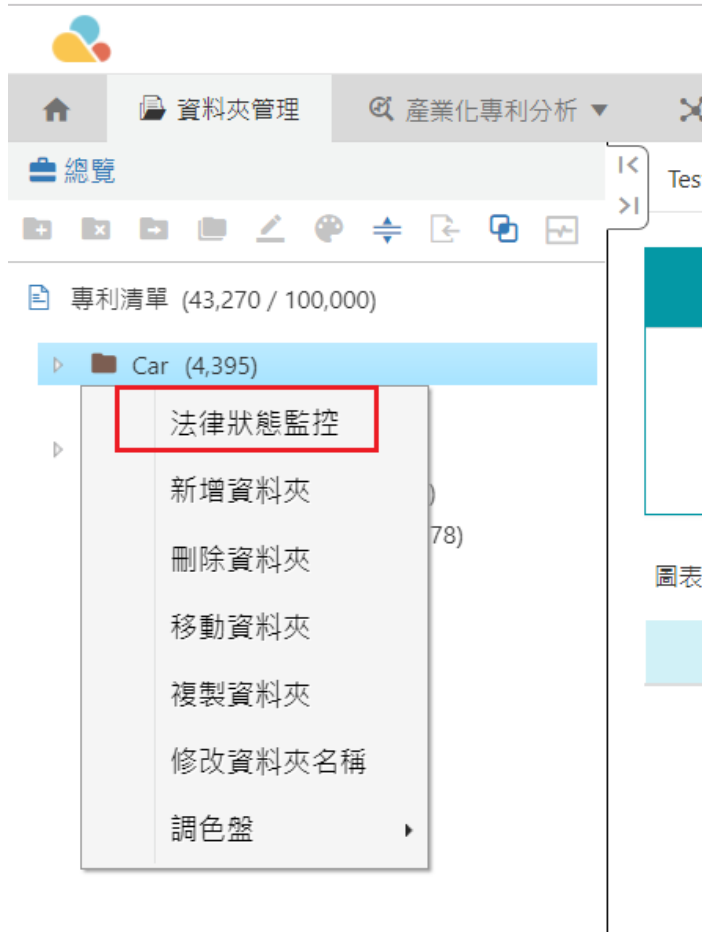 資料夾管理
產業化專利分析
總覽
Tes
專利清單 (43,270 / 100,000)
Car (4,395)
法律狀態監控
新增資料夾
)
刪除資料夾
78)
圖表
移動資料夾
複製資料夾
修改資料夾名稱
調色盤